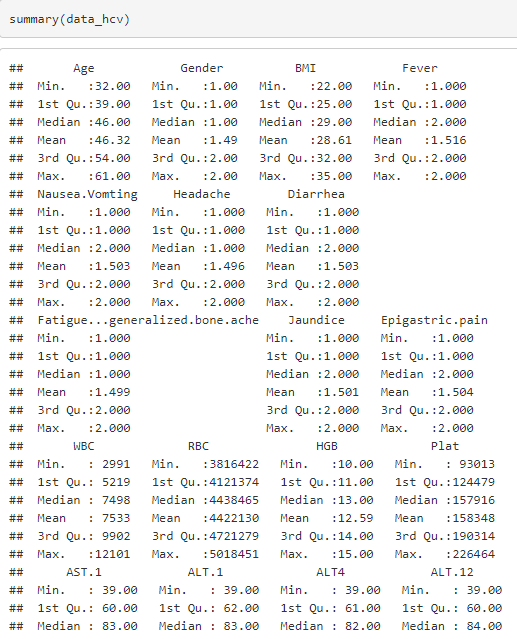 summary(data_hcv)
##       Age            Gender          BMI            Fever
##  Min.   :32.00   Min.   :1.00   Min.   :22.00   Min.   :1.000
##  1st Qu.:39.00   1st Qu.:1.00   1st Qu.:25.00   1st Qu.:1.000
##  Median :46.00   Median :1.00   Median :29.00   Median :2.000
##  Mean   :46.32   Mean   :1.49   Mean   :28.61   Mean   :1.516
##  3rd Qu.:54.00   3rd Qu.:2.00   3rd Qu.:32.00   3rd Qu.:2.000
##  Max.   :61.00   Max.   :2.00   Max.   :35.00   Max.   :2.000
##  Nausea.Vomting     Headache        Diarrhea
##  Min.   :1.000   Min.   :1.000   Min.   :1.000
##  1st Qu.:1.000   1st Qu.:1.000   1st Qu.:1.000
##  Median :2.000   Median :1.000   Median :2.000
##  Mean   :1.503   Mean   :1.496   Mean   :1.503
##  3rd Qu.:2.000   3rd Qu.:2.000   3rd Qu.:2.000
##  Max.   :2.000   Max.   :2.000   Max.   :2.000
##  Fatigue...generalized.bone.ache    Jaundice     Epigastric.pain
##  Min.   :1.000                   Min.   :1.000   Min.   :1.000
##  1st Qu.:1.000                   1st Qu.:1.000   1st Qu.:1.000
##  Median :1.000                   Median :2.000   Median :2.000
##  Mean   :1.499                   Mean   :1.501   Mean   :1.504
##  3rd Qu.:2.000                   3rd Qu.:2.000   3rd Qu.:2.000
##  Max.   :2.000                   Max.   :2.000   Max.   :2.000
##       WBC             RBC               HGB             Plat
##  Min.   : 2991   Min.   :3816422   Min.   :10.00   Min.   : 93013
##  1st Qu.: 5219   1st Qu.:4121374   1st Qu.:11.00   1st Qu.:124479
##  Median : 7498   Median :4438465   Median :13.00   Median :157916
##  Mean   : 7533   Mean   :4422130   Mean   :12.59   Mean   :158348
##  3rd Qu.: 9902   3rd Qu.:4721279   3rd Qu.:14.00   3rd Qu.:190314
##  Max.   :12101   Max.   :5018451   Max.   :15.00   Max.   :226464
##      AST.1            ALT.1             ALT4           ALT.12
##  Min.   : 39.00   Min.   : 39.00   Min.   : 39.00   Min.   : 39.00
##  1st Qu.: 60.00   1st Qu.: 62.00   1st Qu.: 61.00   1st Qu.: 60.00
##  Median : 83.00   Median : 83.00   Median : 82.00   Median : 84.00